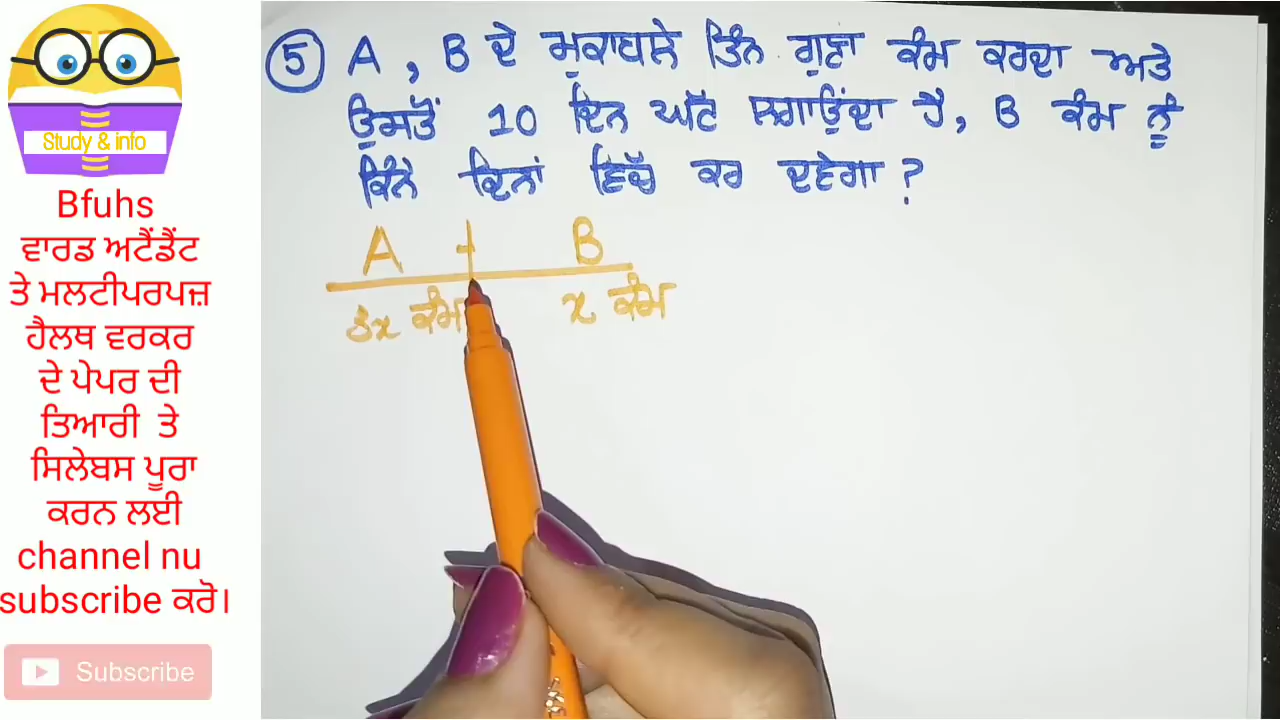 Study & info
Bfuhs
ਵਾਰਡ ਅਟੈਂਡੈਂਟ
ਤੇ ਮਲਟੀਪਰਪਜ਼
ਹੈਲਥ ਵਰਕਰ
ਦੇ ਪੇਪਰ ਦੀ
ਤਿਆਰੀ ਤੇ
ਸਿਲੇਬਸ ਪੂਰਾ
ਕਰਨ ਲਈ
channel nu
subscribe ਕਰੋ।
Subscribe
5 A , B ਦੇ ਮੁਕਾਬਲੇ ਤਿੰਨ ਗੁਣਾ ਕੰਮ ਕਰਦਾ ਅਤੇ
ਉਸਤੋਂ 10 ਦਿਨ ਘੱਟ ਲਗਾਉਂਦਾ ਹੈ, B ਕੰਮ ਨੂੰ
ਕਿੰਨੇ ਦਿਨਾਂ ਵਿੱਚ ਕਰ ਦਵੇਗਾ ?
A B
3x ਕੰਮ x ਕੰਮ